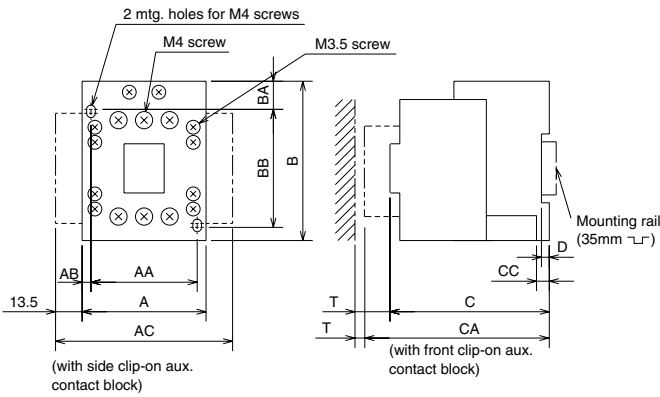 2 mtg. holes for M4 screws
M4 screw
M3.5 screw
BA
B
BB
AB
AA
13.5
A
AC
(with side clip-on aux.
contact block)
Mounting rail
(35mm )
D
CC
T
C
T
CA
(with front clip-on aux.
contact block)